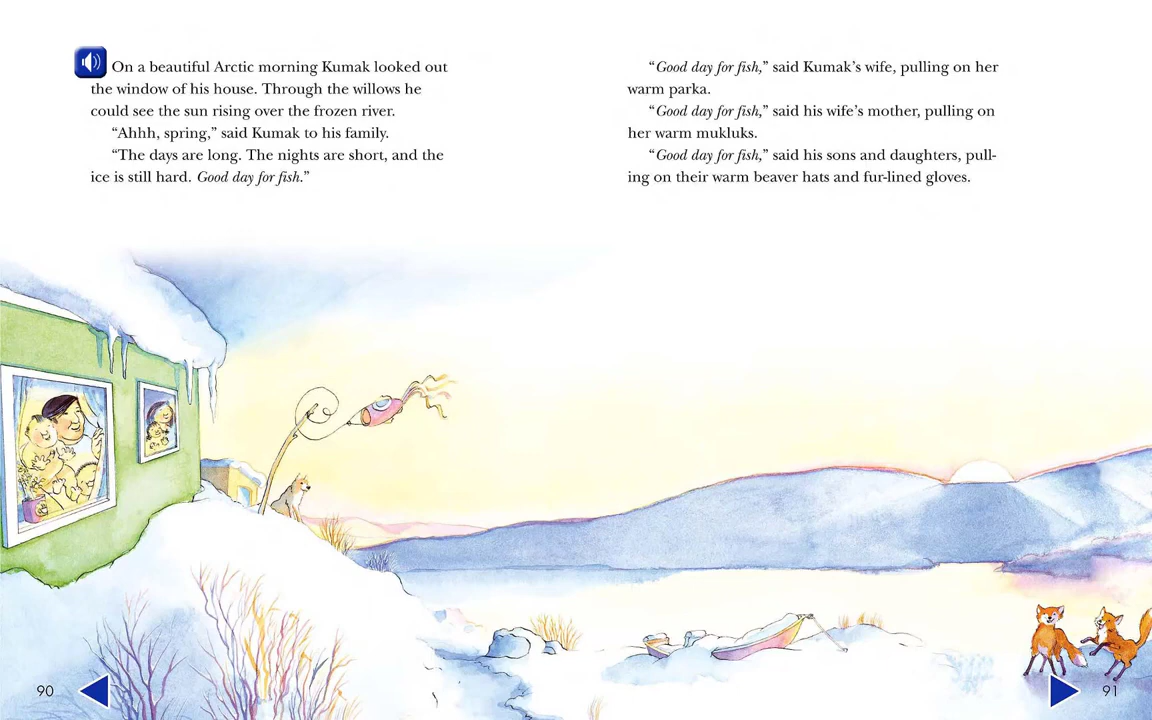 On a beautiful Arctic morning Kumak looked out
the window of his house. Through the willows he
could see the sun rising over the frozen river.
“Ahhh, spring,” said Kumak to his family.
“The days are long. The nights are short, and the
ice is still hard. Good day for fish.”
“Good day for fish,” said Kumak’s wife, pulling on her
warm parka.
“Good day for fish,” said his wife’s mother, pulling on
her warm mukluks.
“Good day for fish,” said his sons and daughters, pull-
ing on their warm beaver hats and fur-lined gloves.
90
91